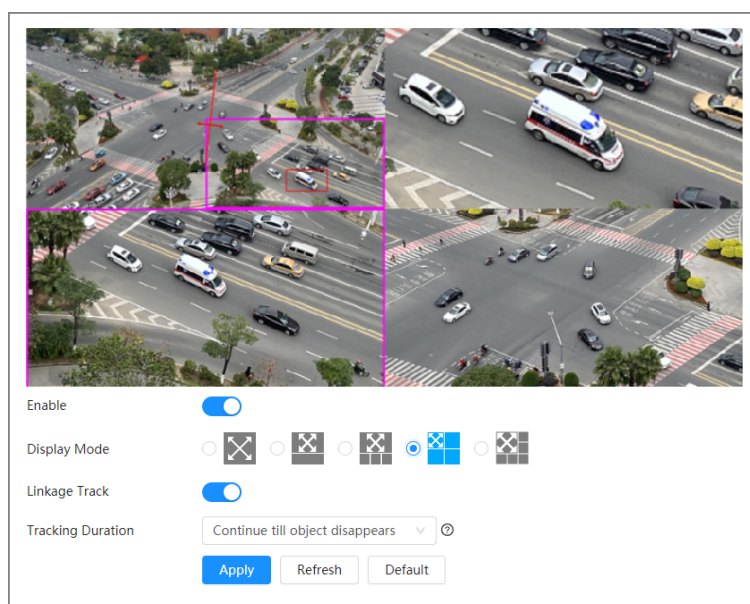 Enable
Display Mode
Linkage Track
Tracking Duration
Continue till object disappears
Apply
Refresh
Default